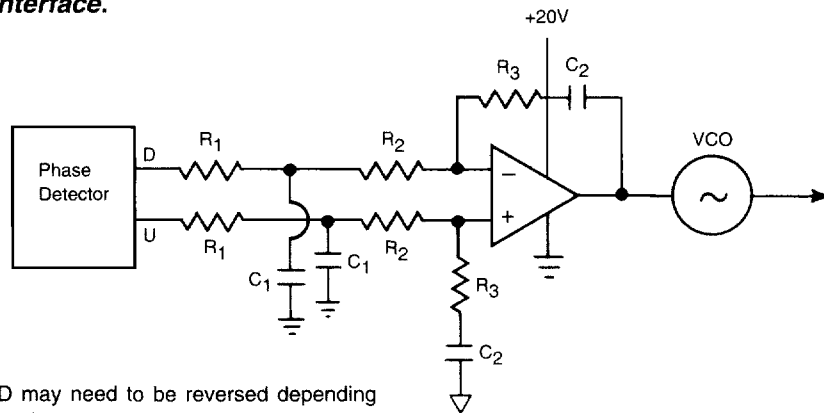 nterface.
+20V
R3
C2
VCO
Phase
Detector
D
R1
R2
−
~
U
R1
R2
+
C1
C1
R3
C2
D may need to be reversed depending